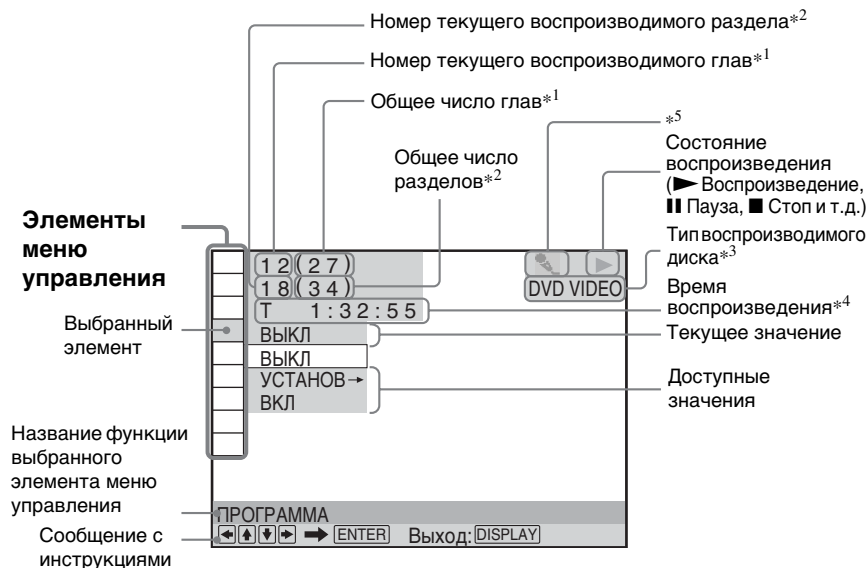 Номер текущего воспроизводимого раздела*2
Номер текущего воспроизводимого глав*1
Общее число глав*1
*5
Общее число
разделов*2
Состояние
воспроизведения
(► Воспроизведение,
▮▮ Пауза, ■ Стоп и т.д.)
Тип воспроизводимого
диска*3
Время
воспроизведения*4
Текущее значение
Доступные
значения
Элементы
меню
управления
Выбранный
элемент
Название функции
выбранного
элемента меню
управления
Сообщение с
инструкциями
12(27)
18(34)
T 1:32:55
DVD VIDEO
ВЫКЛ
ВЫКЛ
УСТАНОВ→
ВКЛ
ПРОГРАММА
←↑↓→ ➡ ENTER Выход: DISPLAY